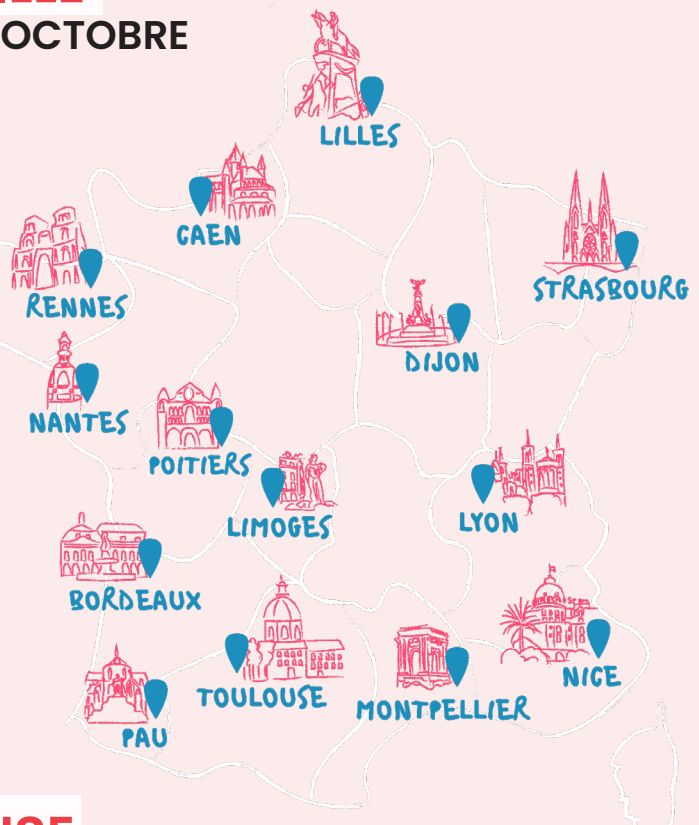 OCTOBRE
LILLES
CAEN
STRASBOURG
RENNES
DIJON
NANTES
POITIERS
LIMOGES
LYON
BORDEAUX
NICE
TOULOUSE
MONTPELLIER
PAU